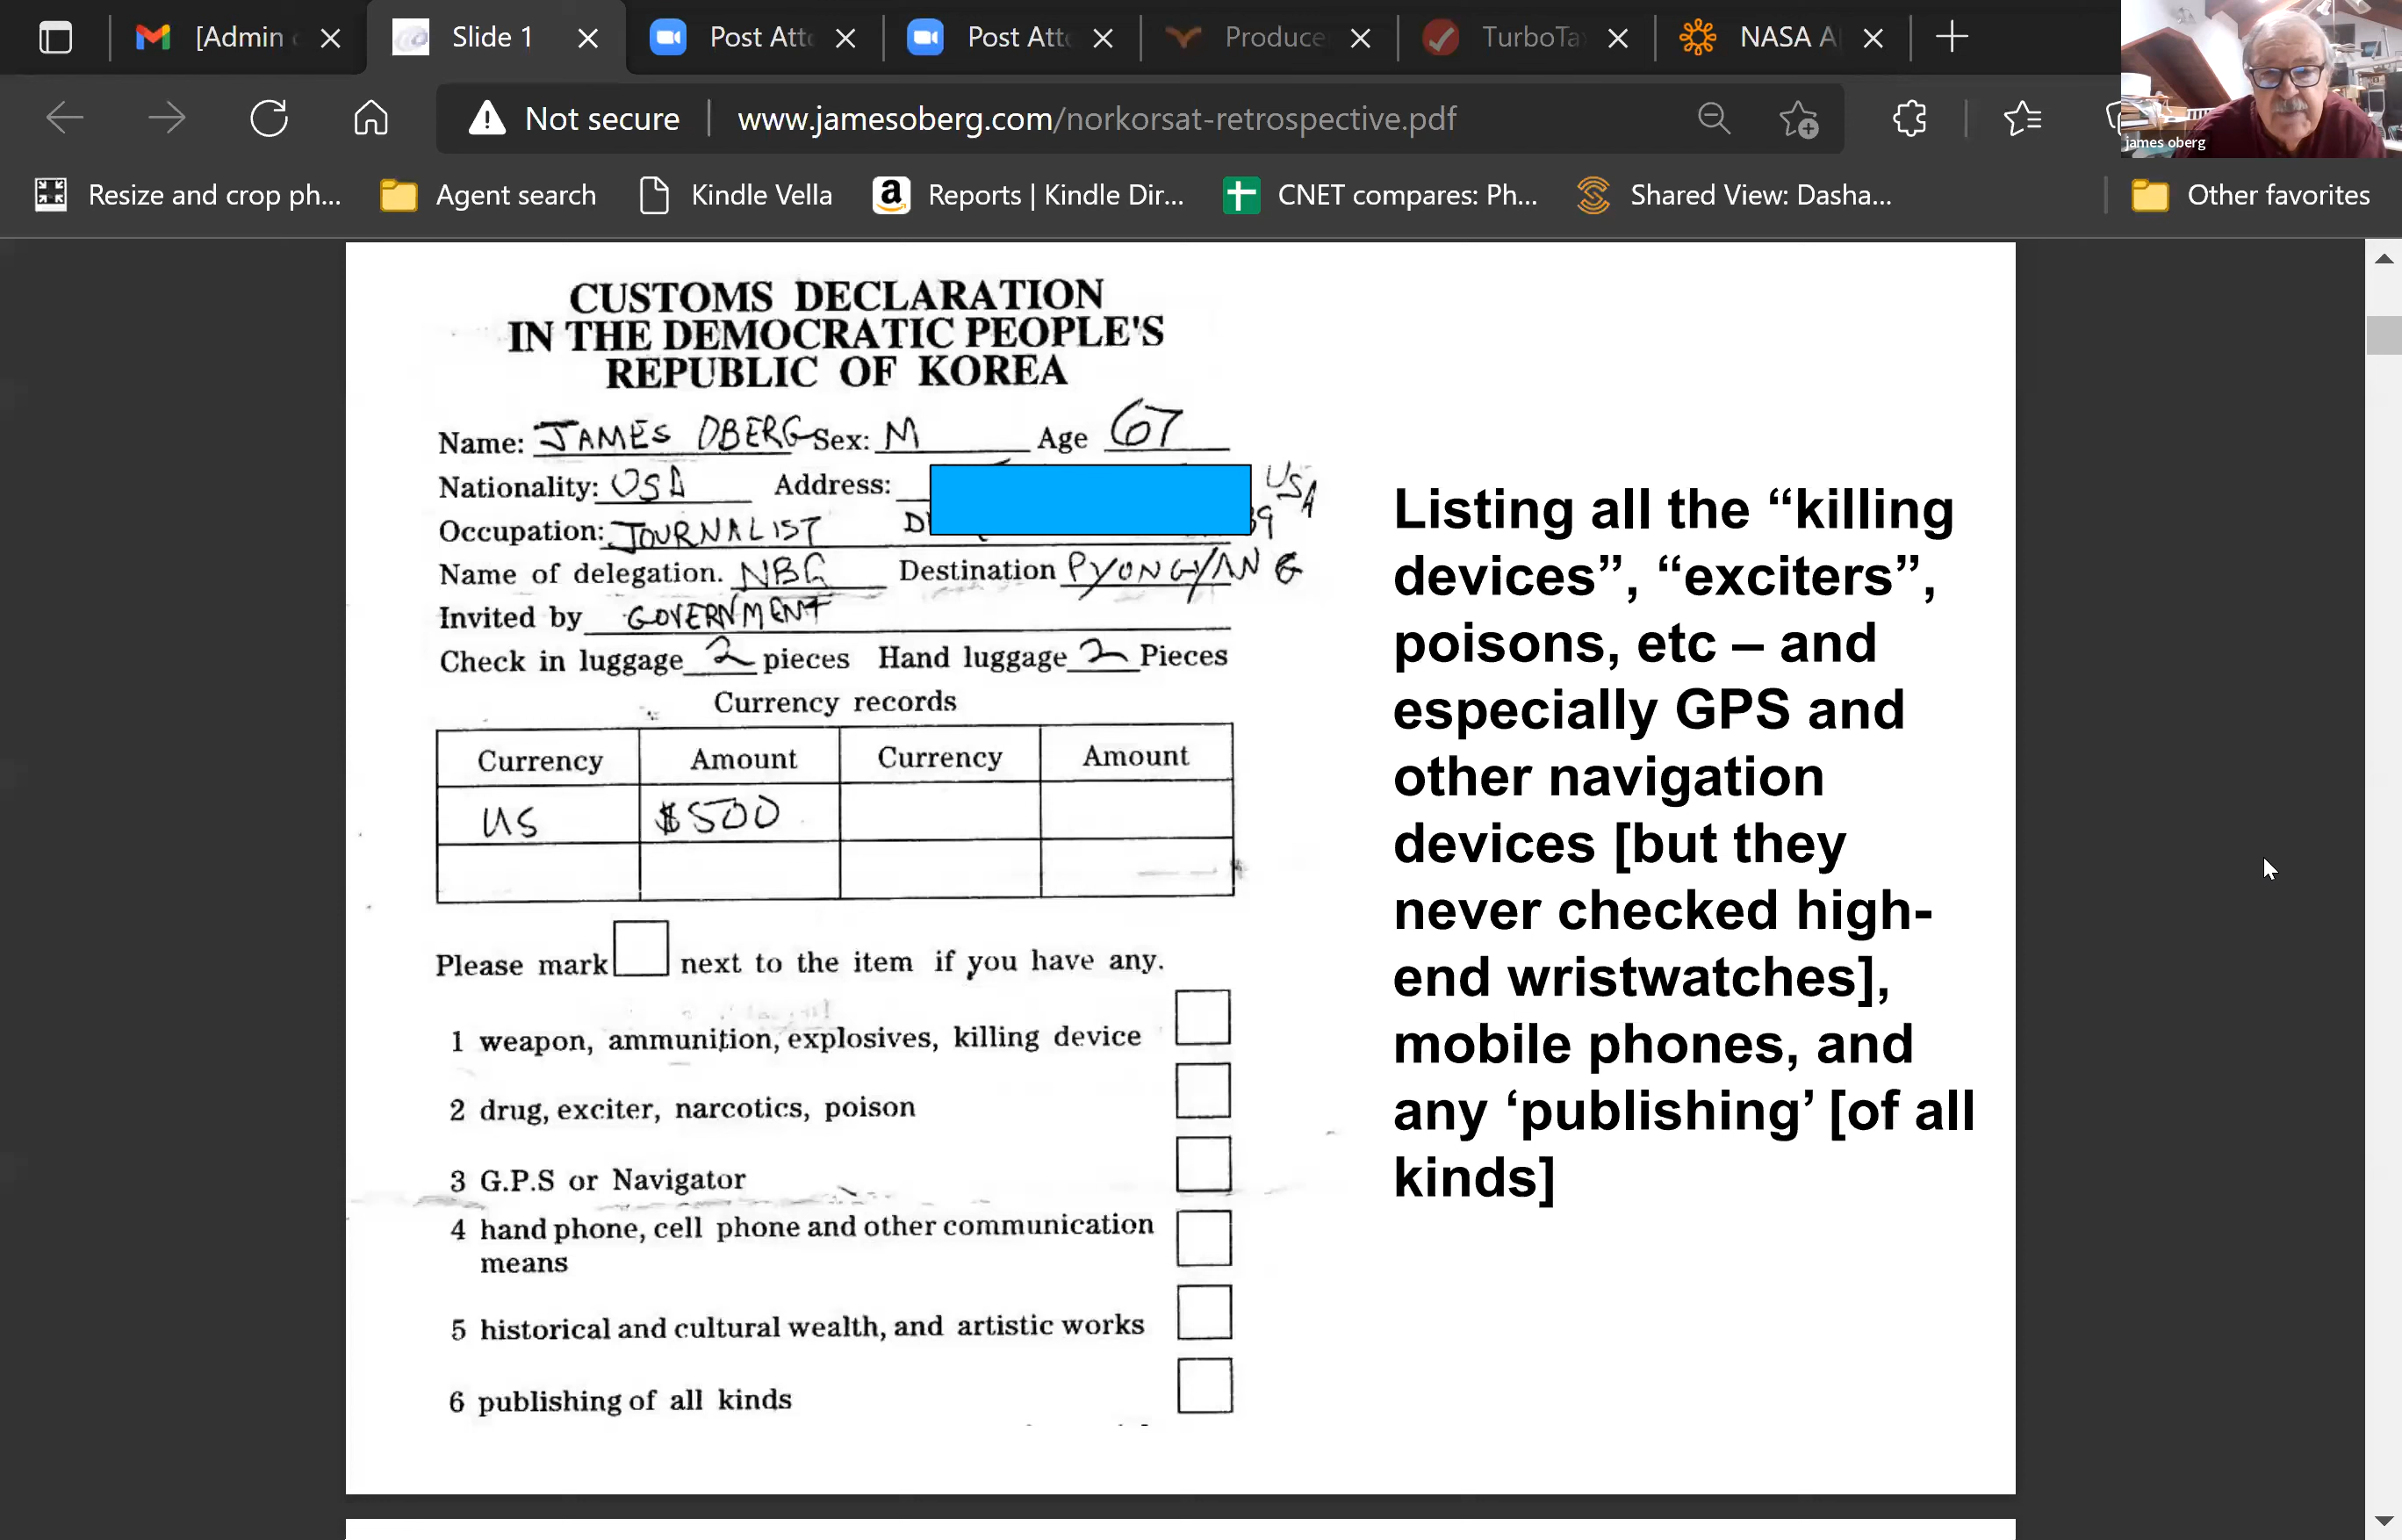 [Admin
Slide 1
Post Att
Post Att
Produce
TurboTa
NASA A
Not secure
www.jamesoberg.com/norkorsat-retrospective.pdf
james oberg
Resize and crop ph...
Agent search
Kindle Vella
Reports | Kindle Dir...
CNET compares: Ph...
Shared View: Dasha...
Other favorites
CUSTOMS DECLARATION
IN THE DEMOCRATIC PEOPLE'S
REPUBLIC OF KOREA
Name: JAMES OBERG Sex: M Age 67
Nationality: USA Address: USA
Occupation: JOURNALIST
Name of delegation. NBC Destination PYONGYANG
Invited by GOVERNMENT
Check in luggage 2 pieces Hand luggage 2 Pieces
Currency records
Currency Amount Currency Amount
US $500
Please mark next to the item if you have any.
1 weapon, ammunition, explosives, killing device
2 drug, exciter, narcotics, poison
3 G.P.S or Navigator
4 hand phone, cell phone and other communication
means
5 historical and cultural wealth, and artistic works
6 publishing of all kinds
Listing all the “killing
devices”, “exciters”,
poisons, etc – and
especially GPS and
other navigation
devices [but they
never checked high-
end wristwatches],
mobile phones, and
any ‘publishing’ [of all
kinds]